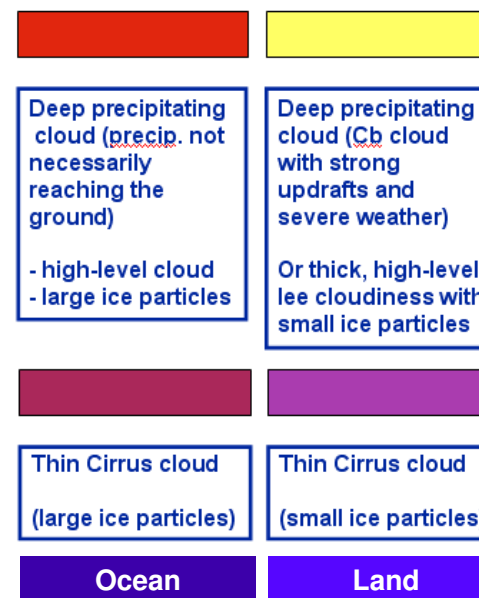 Deep precipitating
cloud (precip. not
necessarily
reaching the
ground)
- high-level cloud
- large ice particles
Deep precipitating
cloud (Cb cloud
with strong
updrafts and
severe weather)
Or thick, high-level
lee cloudiness with
small ice particles
Thin Cirrus cloud
(large ice particles)
Thin Cirrus cloud
(small ice particles
Ocean
Land